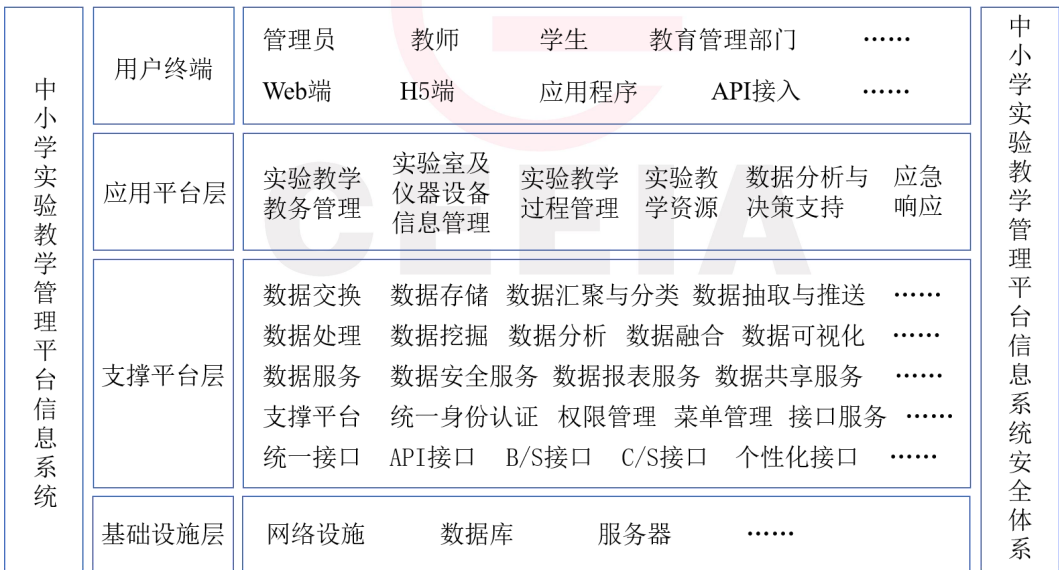 中小学实验教学管理平台信息系统
用户终端
管理员 教师 学生 教育管理部门 ……
Web端 H5端 应用程序 API接入 ……
应用平台层
实验教学教务管理
实验室及仪器设备信息管理
实验教学过程管理
实验教学资源
数据分析与决策支持
应急响应
支撑平台层
数据交换 数据存储 数据汇聚与分类 数据抽取与推送 ……
数据处理 数据挖掘 数据分析 数据融合 数据可视化 ……
数据服务 数据安全服务 数据报表服务 数据共享服务 ……
支撑平台 统一身份认证 权限管理 菜单管理 接口服务 ……
统一接口 API接口 B/S接口 C/S接口 个性化接口 ……
基础设施层
网络设施 数据库 服务器 ……
中小学实验教学管理平台信息系统安全体系
CEEIA